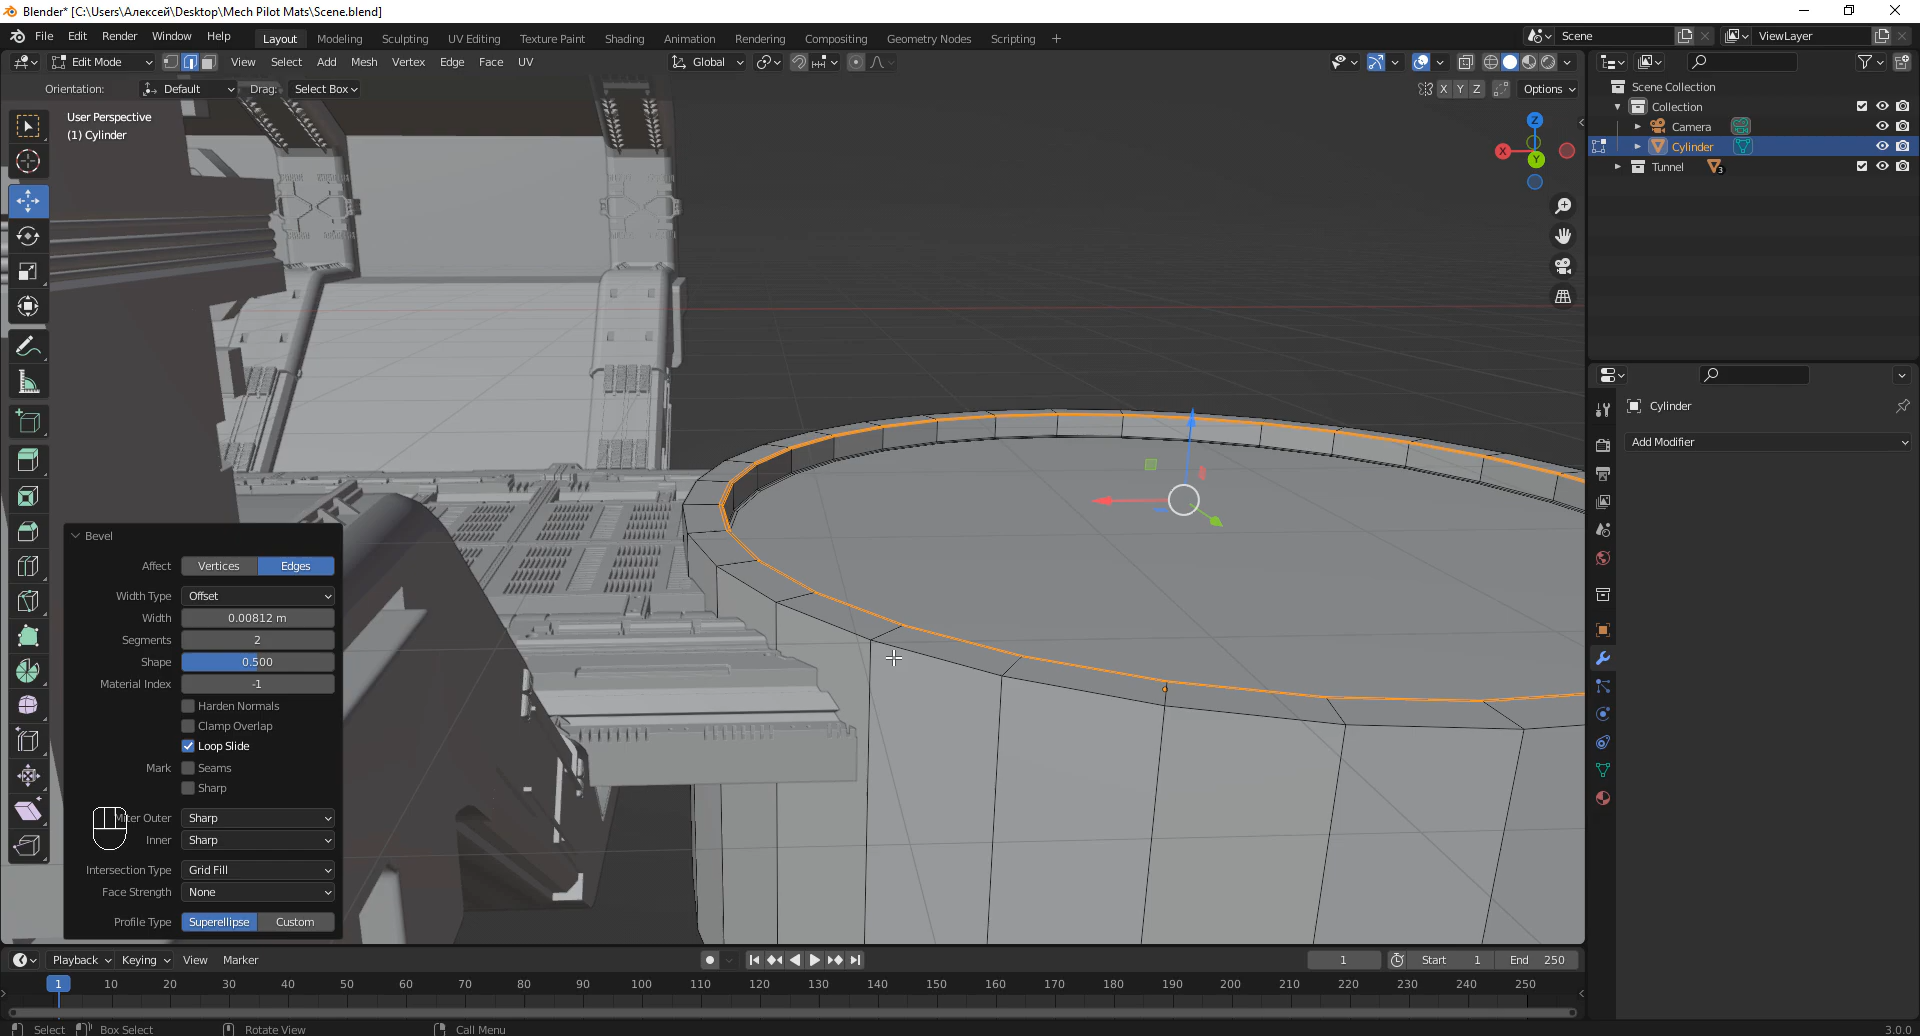 Blender* [C:\Users\Алексей\Desktop\Mech Pilot Mats\Scene.blend]
File Edit Render Window Help
Layout Modeling Sculpting UV Editing Texture Paint Shading Animation Rendering Compositing Geometry Nodes Scripting +
Scene
ViewLayer
Edit Mode View Select Add Mesh Vertex Edge Face UV
Global
Orientation: Default Drag: Select Box
X Y Z Options
User Perspective
(1) Cylinder
Z
X
Y
Scene Collection
Collection
Camera
Cylinder
Tunnel 3
Cylinder
Add Modifier
Bevel
Affect Vertices Edges
Width Type Offset
Width 0.00812 m
Segments 2
Shape 0.500
Material Index -1
Harden Normals
Clamp Overlap
Loop Slide
Mark Seams
Sharp
Miter Outer Sharp
Inner Sharp
Intersection Type Grid Fill
Face Strength None
Profile Type Superellipse Custom
Playback Keying View Marker
1 Start 1 End 250
1 10 20 30 40 50 60 70 80 90 100 110 120 130 140 150 160 170 180 190 200 210 220 230 240 250
Select Box Select Rotate View Call Menu
3.0.0